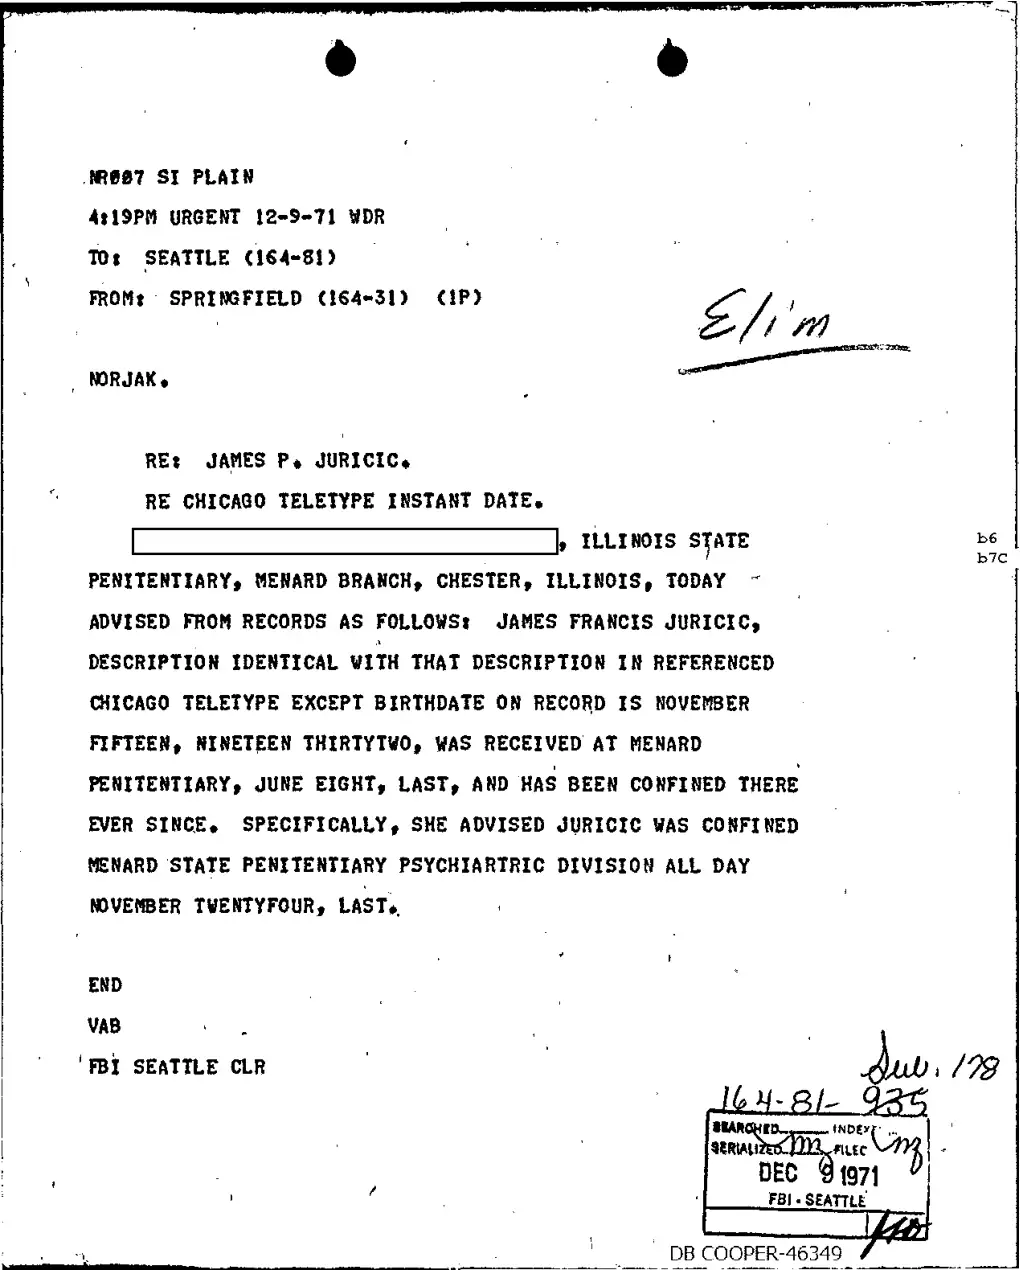 NR007 SI PLAIN
4:19PM URGENT 12-9-71 WDR
TO: SEATTLE (164-81)
FROM: SPRINGFIELD (164-31) (1P)
Elim
NORJAK.
RE: JAMES P. JURICIC.
RE CHICAGO TELETYPE INSTANT DATE.
, ILLINOIS STATE
b6
b7C
PENITENTIARY, MENARD BRANCH, CHESTER, ILLINOIS, TODAY
ADVISED FROM RECORDS AS FOLLOWS: JAMES FRANCIS JURICIC,
DESCRIPTION IDENTICAL WITH THAT DESCRIPTION IN REFERENCED
CHICAGO TELETYPE EXCEPT BIRTHDATE ON RECORD IS NOVEMBER
FIFTEEN, NINETEEN THIRTYTWO, WAS RECEIVED AT MENARD
PENITENTIARY, JUNE EIGHT, LAST, AND HAS BEEN CONFINED THERE
EVER SINCE. SPECIFICALLY, SHE ADVISED JURICIC WAS CONFINED
MENARD STATE PENITENTIARY PSYCHIARTRIC DIVISION ALL DAY
NOVEMBER TWENTYFOUR, LAST.
END
VAB
FBI SEATTLE CLR
Sub. 178
164-81-935
SEARCHED INDEX
SERIALIZED FILED
DEC 9 1971
FBI - SEATTLE
DB COOPER-46349